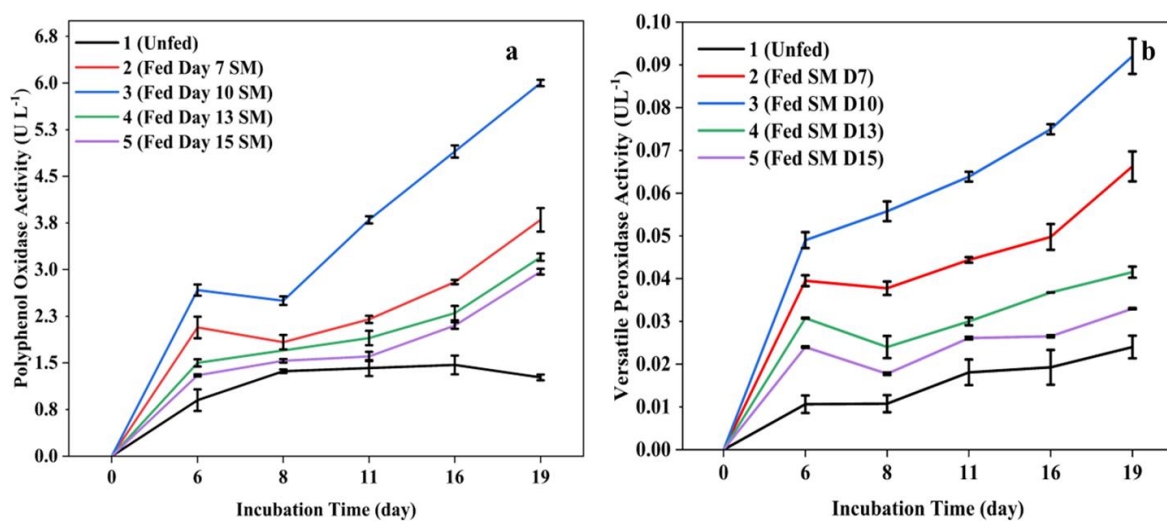 a
1 (Unfed)
2 (Fed Day 7 SM)
3 (Fed Day 10 SM)
4 (Fed Day 13 SM)
5 (Fed Day 15 SM)
Polyphenol Oxidase Activity (U L-1)
6.8
6.0
5.3
4.5
3.8
3.0
2.3
1.5
0.8
0.0
0 6 8 11 16 19
Incubation Time (day)
b
1 (Unfed)
2 (Fed SM D7)
3 (Fed SM D10)
4 (Fed SM D13)
5 (Fed SM D15)
Versatile Peroxidase Activity (UL-1)
0.10
0.09
0.08
0.07
0.06
0.05
0.04
0.03
0.02
0.01
0.00
0 6 8 11 16 19
Incubation Time (day)